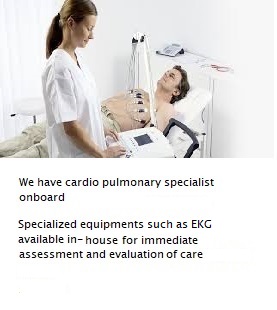 We have cardio pulmonary specialist
onboard
Specialized equipments such as EKG
available in- house for immediate
assessment and evaluation of care